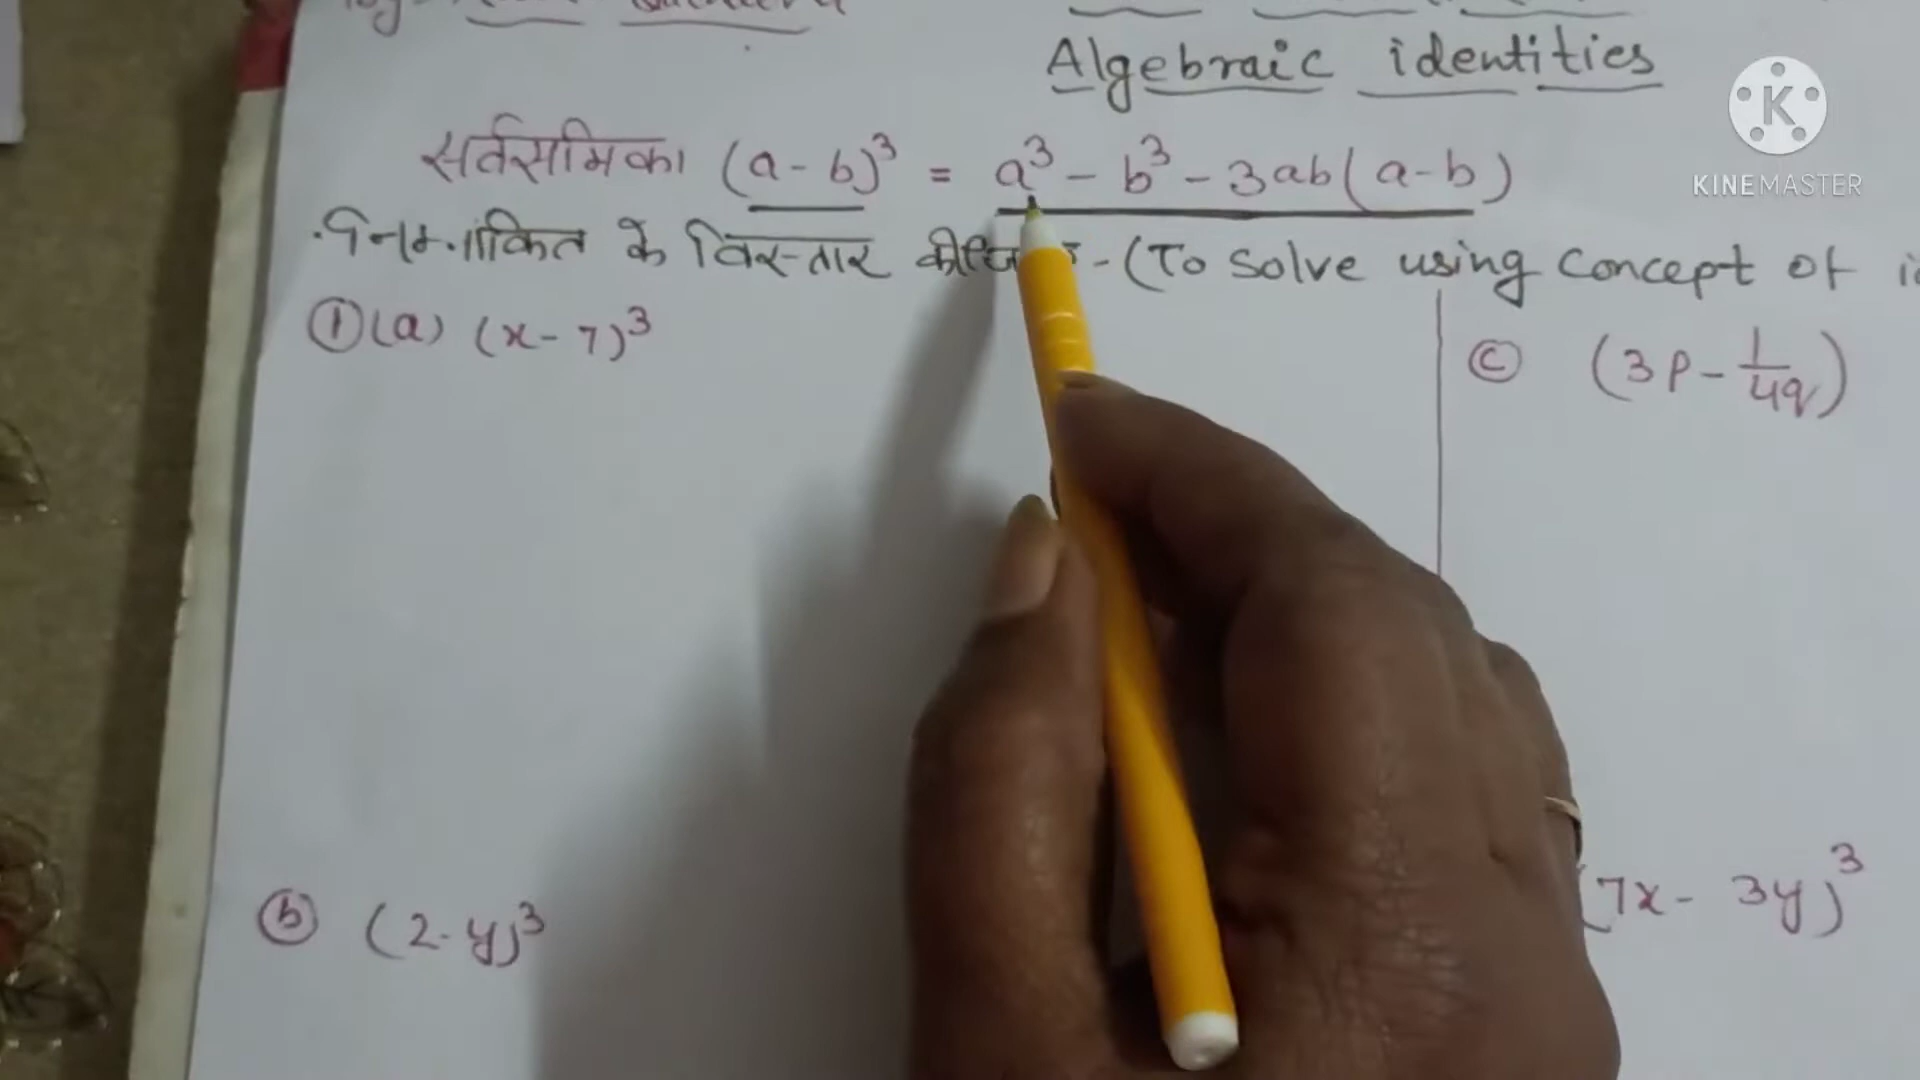 Algebraic identities
सर्वसमिका (a-b)³ = a³ - b³ - 3ab(a-b)
के विस्तार - (To solve using concept of
① (a) (x-7)³
ⓒ (3p - 1/4q)
ⓑ (2-y)³
(7x - 3y)³
KINEMASTER